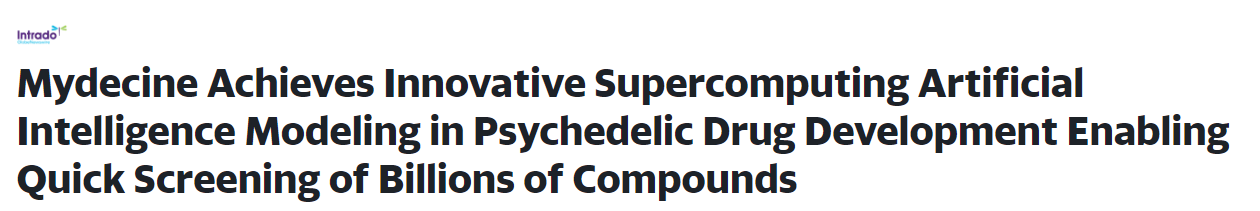 Intrado
GlobeNewswire
Mydecine Achieves Innovative Supercomputing Artificial
Intelligence Modeling in Psychedelic Drug Development Enabling
Quick Screening of Billions of Compounds